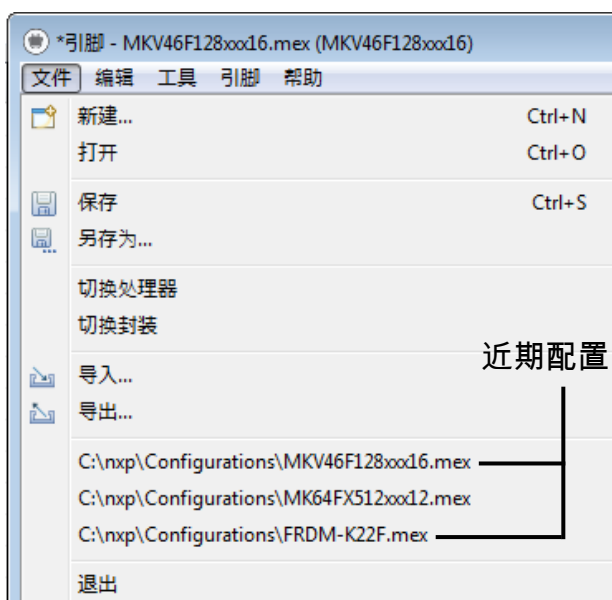 *引脚 - MKV46F128xxx16.mex (MKV46F128xxx16)
文件 编辑 工具 引脚 帮助
新建... Ctrl+N
打开 Ctrl+O
保存 Ctrl+S
另存为...
切换处理器
切换封装
近期配置
导入...
导出...
C:\nxp\Configurations\MKV46F128xxx16.mex
C:\nxp\Configurations\MK64FX512xxx12.mex
C:\nxp\Configurations\FRDM-K22F.mex
退出